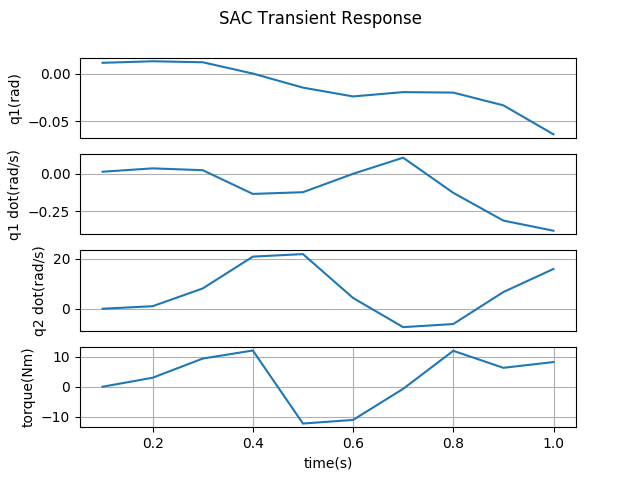 SAC Transient Response
q1(rad)
0.00
−0.05
q1 dot(rad/s)
0.00
−0.25
q2 dot(rad/s)
20
0
torque(Nm)
10
0
−10
0.2 0.4 0.6 0.8 1.0
time(s)